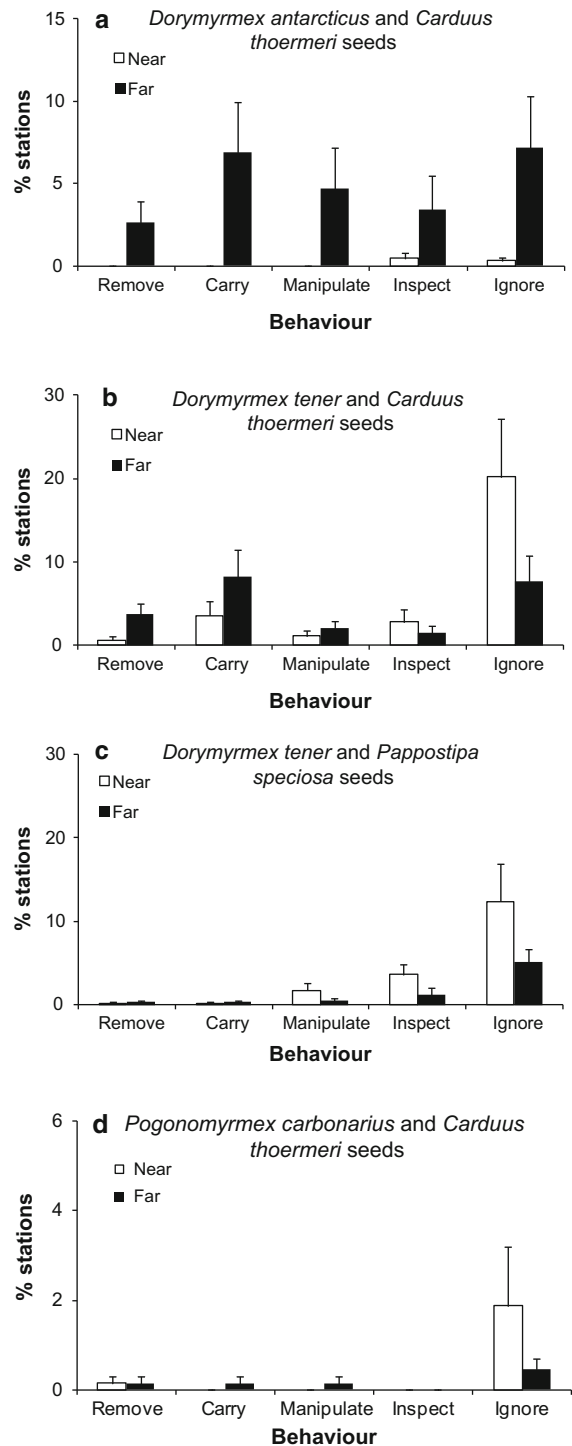 a Dorymyrmex antarcticus and Carduus
thoermeri seeds
Near
Far
% stations
15
10
5
0
Remove Carry Manipulate Inspect Ignore
Behaviour
b Dorymyrmex tener and Carduus
thoermeri seeds
Near
Far
% stations
30
20
10
0
Remove Carry Manipulate Inspect Ignore
Behaviour
c Dorymyrmex tener and Pappostipa
speciosa seeds
Near
Far
% stations
30
20
10
0
Remove Carry Manipulate Inspect Ignore
Behaviour
d Pogonomyrmex carbonarius and Carduus
thoermeri seeds
Near
Far
% stations
6
4
2
0
Remove Carry Manipulate Inspect Ignore
Behaviour